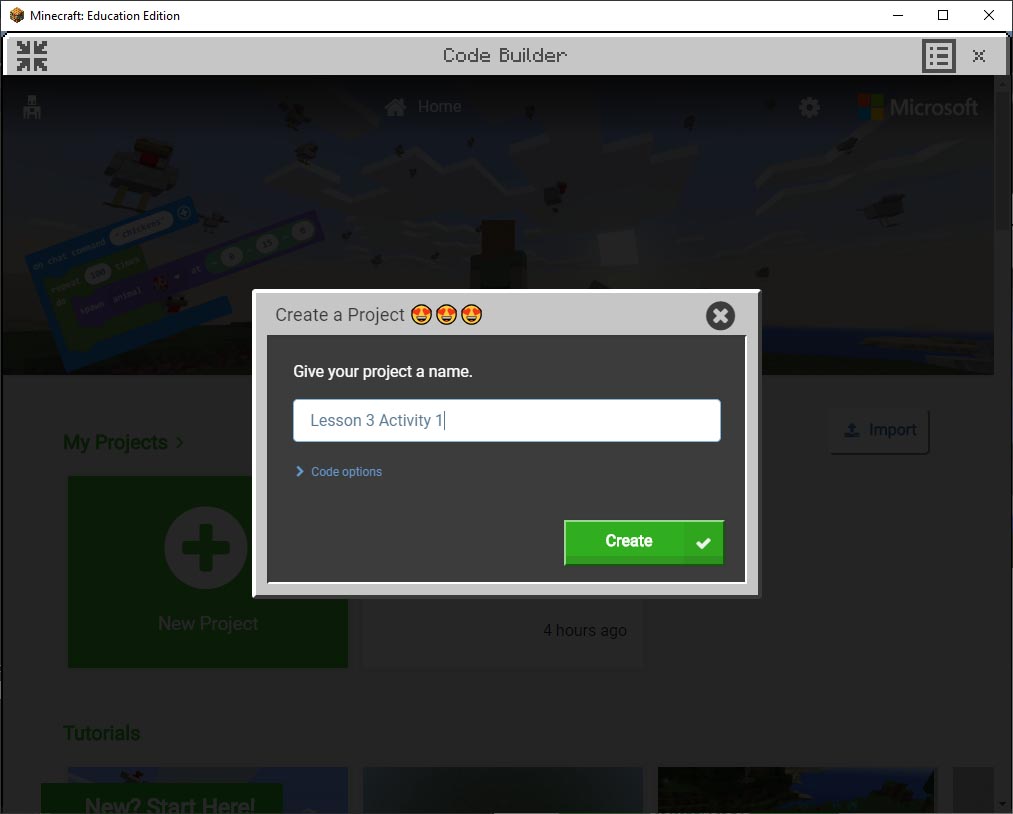 Minecraft: Education Edition
Code Builder
Home
Microsoft
on chat command "chickens"
repeat 100 times
do
spawn animal at ~ 0 ~ 15 ~ 0
Create a Project 😍😍😍
Give your project a name.
Lesson 3 Activity 1
Code options
Create
My Projects
Import
New Project
4 hours ago
Tutorials
New? Start Here!